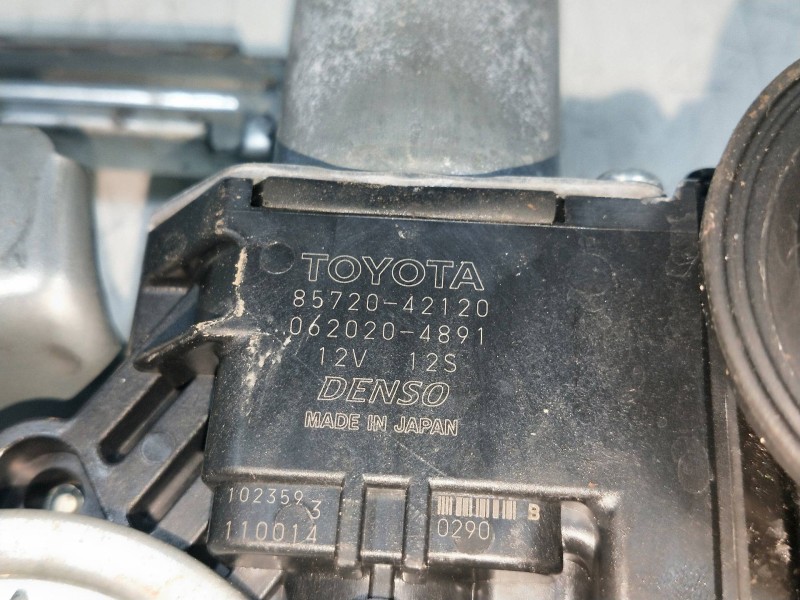 TOYOTA
85720-42120
062020-4891
12V 12S
DENSO
MADE IN JAPAN
102359 3
110014
B
0290